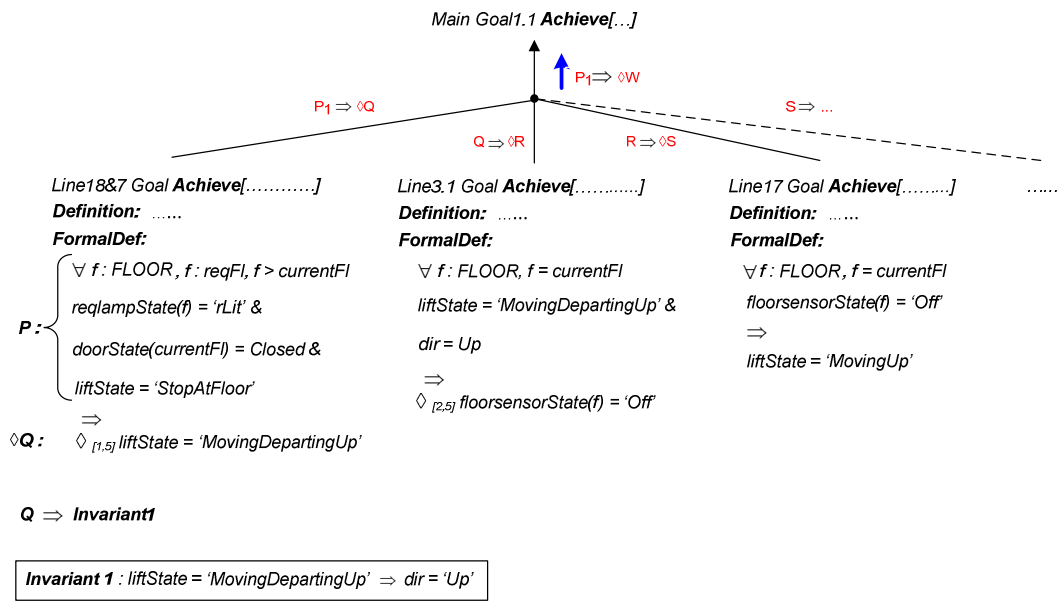 Main Goal1.1 Achieve[…]
P1 ⇒ ◊W
P1 ⇒ ◊Q
S ⇒ ...
Q ⇒ ◊R
R ⇒ ◊S
Line18&7 Goal Achieve[…………]
Definition: ……
FormalDef:
∀ f : FLOOR , f : reqFl, f > currentFl
reqlampState(f) = ‘rLit’ &
P :
doorState(currentFl) = Closed &
liftState = ‘StopAtFloor’
⇒
◊Q :
◊ [1,5] liftState = ‘MovingDepartingUp’
Line3.1 Goal Achieve[…….…..]
Definition: ……
FormalDef:
∀ f : FLOOR, f = currentFl
liftState = ‘MovingDepartingUp’ &
dir = Up
⇒
◊ [2,5] floorsensorState(f) = ‘Off’
Line17 Goal Achieve[……...]
Definition: ……
FormalDef:
∀ f : FLOOR, f = currentFl
floorsensorState(f) = ‘Off’
⇒
liftState = ‘MovingUp’
……
Q ⇒ Invariant1
Invariant 1 : liftState = ‘MovingDepartingUp’ ⇒ dir = ‘Up’